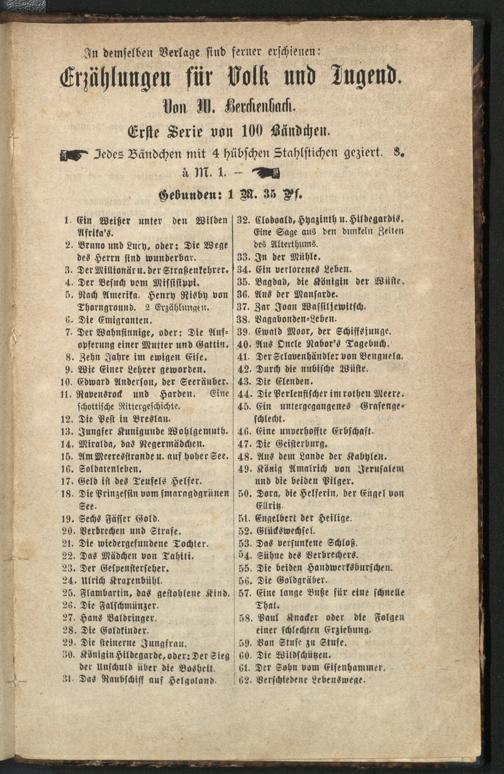 In demselben Verlage sind ferner erschienen:
Erzählungen für Volk und Jugend.
Von W. Berchenbach.
Erste Serie von 100 Bändchen.
Jedes Bändchen mit 4 hübschen Stahlstichen geziert. 8.
à M. 1. –
Gebunden: 1 M. 35 Pf.
1. Ein Weißer unter den Wilden
Afrika's.
2. Bruno und Lucy, oder: Die Wege
des Herrn sind wunderbar.
3. Der Millionär u. der Straßenkehrer.
4. Der Besuch vom Missisippi.
5. Nach Amerika. Henry Risby von
Thornground. 2 Erzählungen.
6. Die Emigranten.
7. Der Wahnsinnige, oder: Die Auf-
opferung einer Mutter und Gattin.
8. Zehn Jahre im ewigen Eise.
9. Wie Einer Lehrer geworden.
10. Edward Anderson, der Seeräuber.
11. Ravensrock und Harden. Eine
schottische Rittergeschichte.
12. Die Pest in Breslau.
13. Jungfer Kunigunde Wohlgemuth.
14. Miralda, das Negermädchen.
15. Am Meeresstrande u. auf hoher See.
16. Soldatenleben.
17. Geld ist des Teufels Helfer.
18. Die Prinzessin vom smaragdgrünen
See.
19. Sechs Fässer Gold.
20. Verbrechen und Strafe.
21. Die wiedergefundene Tochter.
22. Das Mädchen von Tahiti.
23. Der Gespensterseher.
24. Ulrich Krazenbühl.
25. Flambartin, das gestohlene Kind.
26. Die Falschmünzer.
27. Hans Baldringer.
28. Die Goldkinder.
29. Die steinerne Jungfrau.
30. Königin Hildegarde, oder: Der Sieg
der Unschuld über die Bosheit.
31. Das Raubschiff auf Helgoland.
32. Clodoald, Hyazinth u. Hildegardis.
Eine Sage aus den dunkeln Zeiten
des Alterthums.
33. In der Mühle.
34. Ein verlorenes Leben.
35. Bagdad, die Königin der Wüste.
36. Aus der Mansarde.
37. Zar Joan Wassiljewitsch.
38. Vagabonden-Leben.
39. Ewald Moor, der Schiffsjunge.
40. Aus Oncle Nabor's Tagebuch.
41. Der Sclavenhändler von Benguela.
42. Durch die nubische Wüste.
43. Die Elenden.
44. Die Perlenfischer im rothen Meere.
45. Ein untergegangenes Grafenge-
schlecht.
46. Eine unverhoffte Erbschaft.
47. Die Geisterburg.
48. Aus dem Lande der Kabylen.
49. König Amalrich von Jerusalem
und die beiden Pilger.
50. Dora, die Helferin, der Engel von
Ellritz.
51. Engelbert der Heilige.
52. Glückswechsel.
53. Das versunkene Schloß.
54. Sühne des Verbrechers.
55. Die beiden Handwerksburschen.
56. Die Goldgräber.
57. Eine lange Buße für eine schnelle
That.
58. Paul Knacker oder die Folgen
einer schlechten Erziehung.
59. Von Stufe zu Stufe.
60. Die Wildschützen.
61. Der Sohn vom Eisenhammer.
62. Verschiedene Lebenswege.